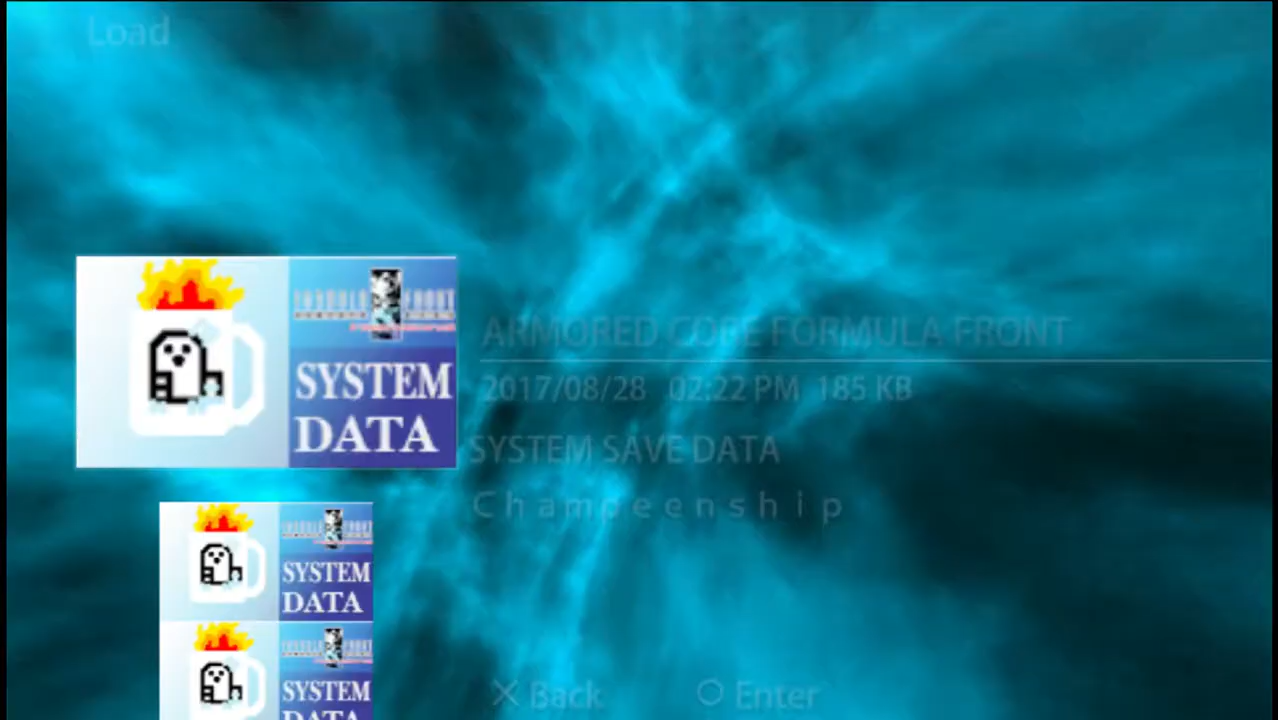 Load
FRONT
SYSTEM
DATA
ARMORED CORE FORMULA FRONT
2017/08/28 02:22 PM 185 KB
SYSTEM SAVE DATA
Champeenship
SYSTEM
DATA
SYSTEM
DATA
X Back O Enter